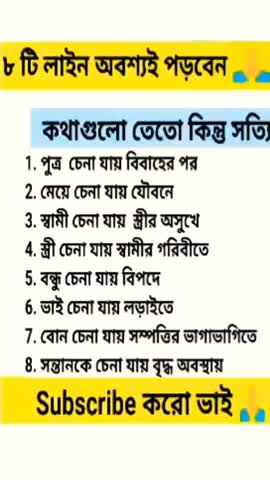 ৮ টি লাইন অবশ্যই পড়বেন
কথাগুলো তেতো কিন্তু সত্যি
1. পুত্র চেনা যায় বিবাহের পর
2. মেয়ে চেনা যায় যৌবনে
3. স্বামী চেনা যায় স্ত্রীর অসুখে
4. স্ত্রী চেনা যায় স্বামীর গরিবীতে
5. বন্ধু চেনা যায় বিপদে
6. ভাই চেনা যায় লড়াইতে
7. বোন চেনা যায় সম্পত্তির ভাগাভাগিতে
8. সন্তানকে চেনা যায় বৃদ্ধ অবস্থায়
Subscribe করো ভাই